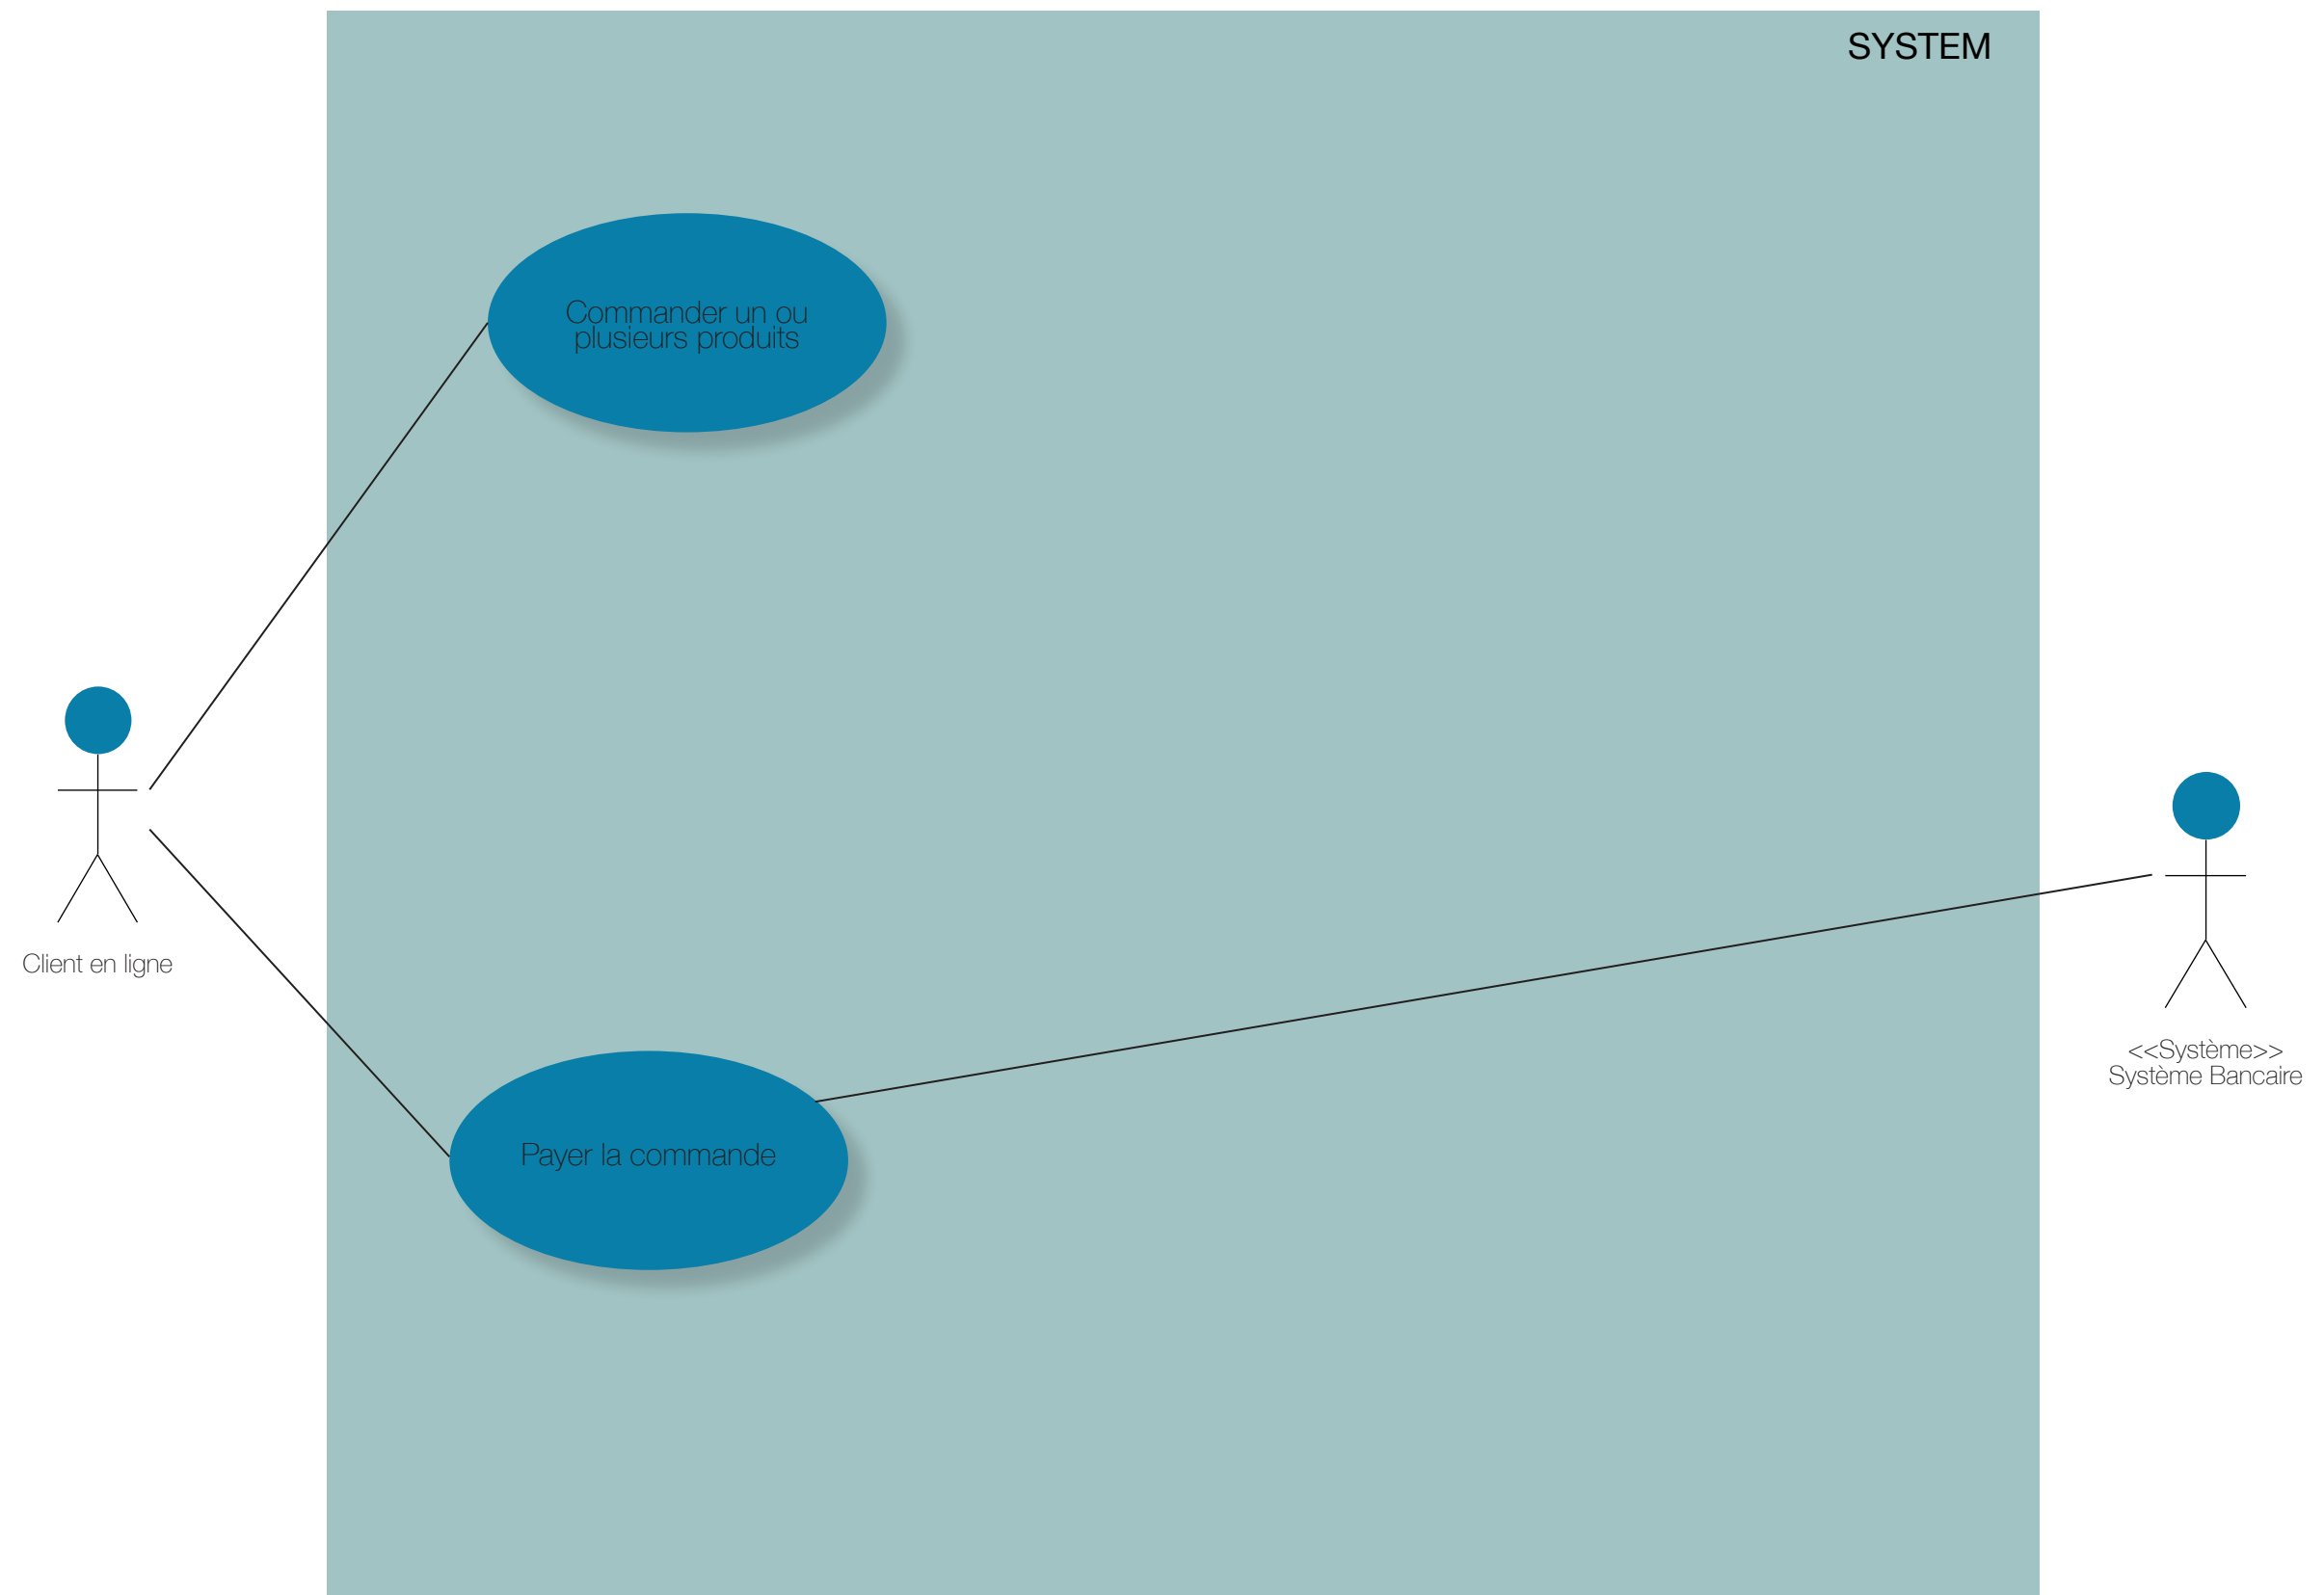 SYSTEM
Commander un ou
plusieurs produits
Client en ligne
<<Système>>
Système Bancaire
Payer la commande